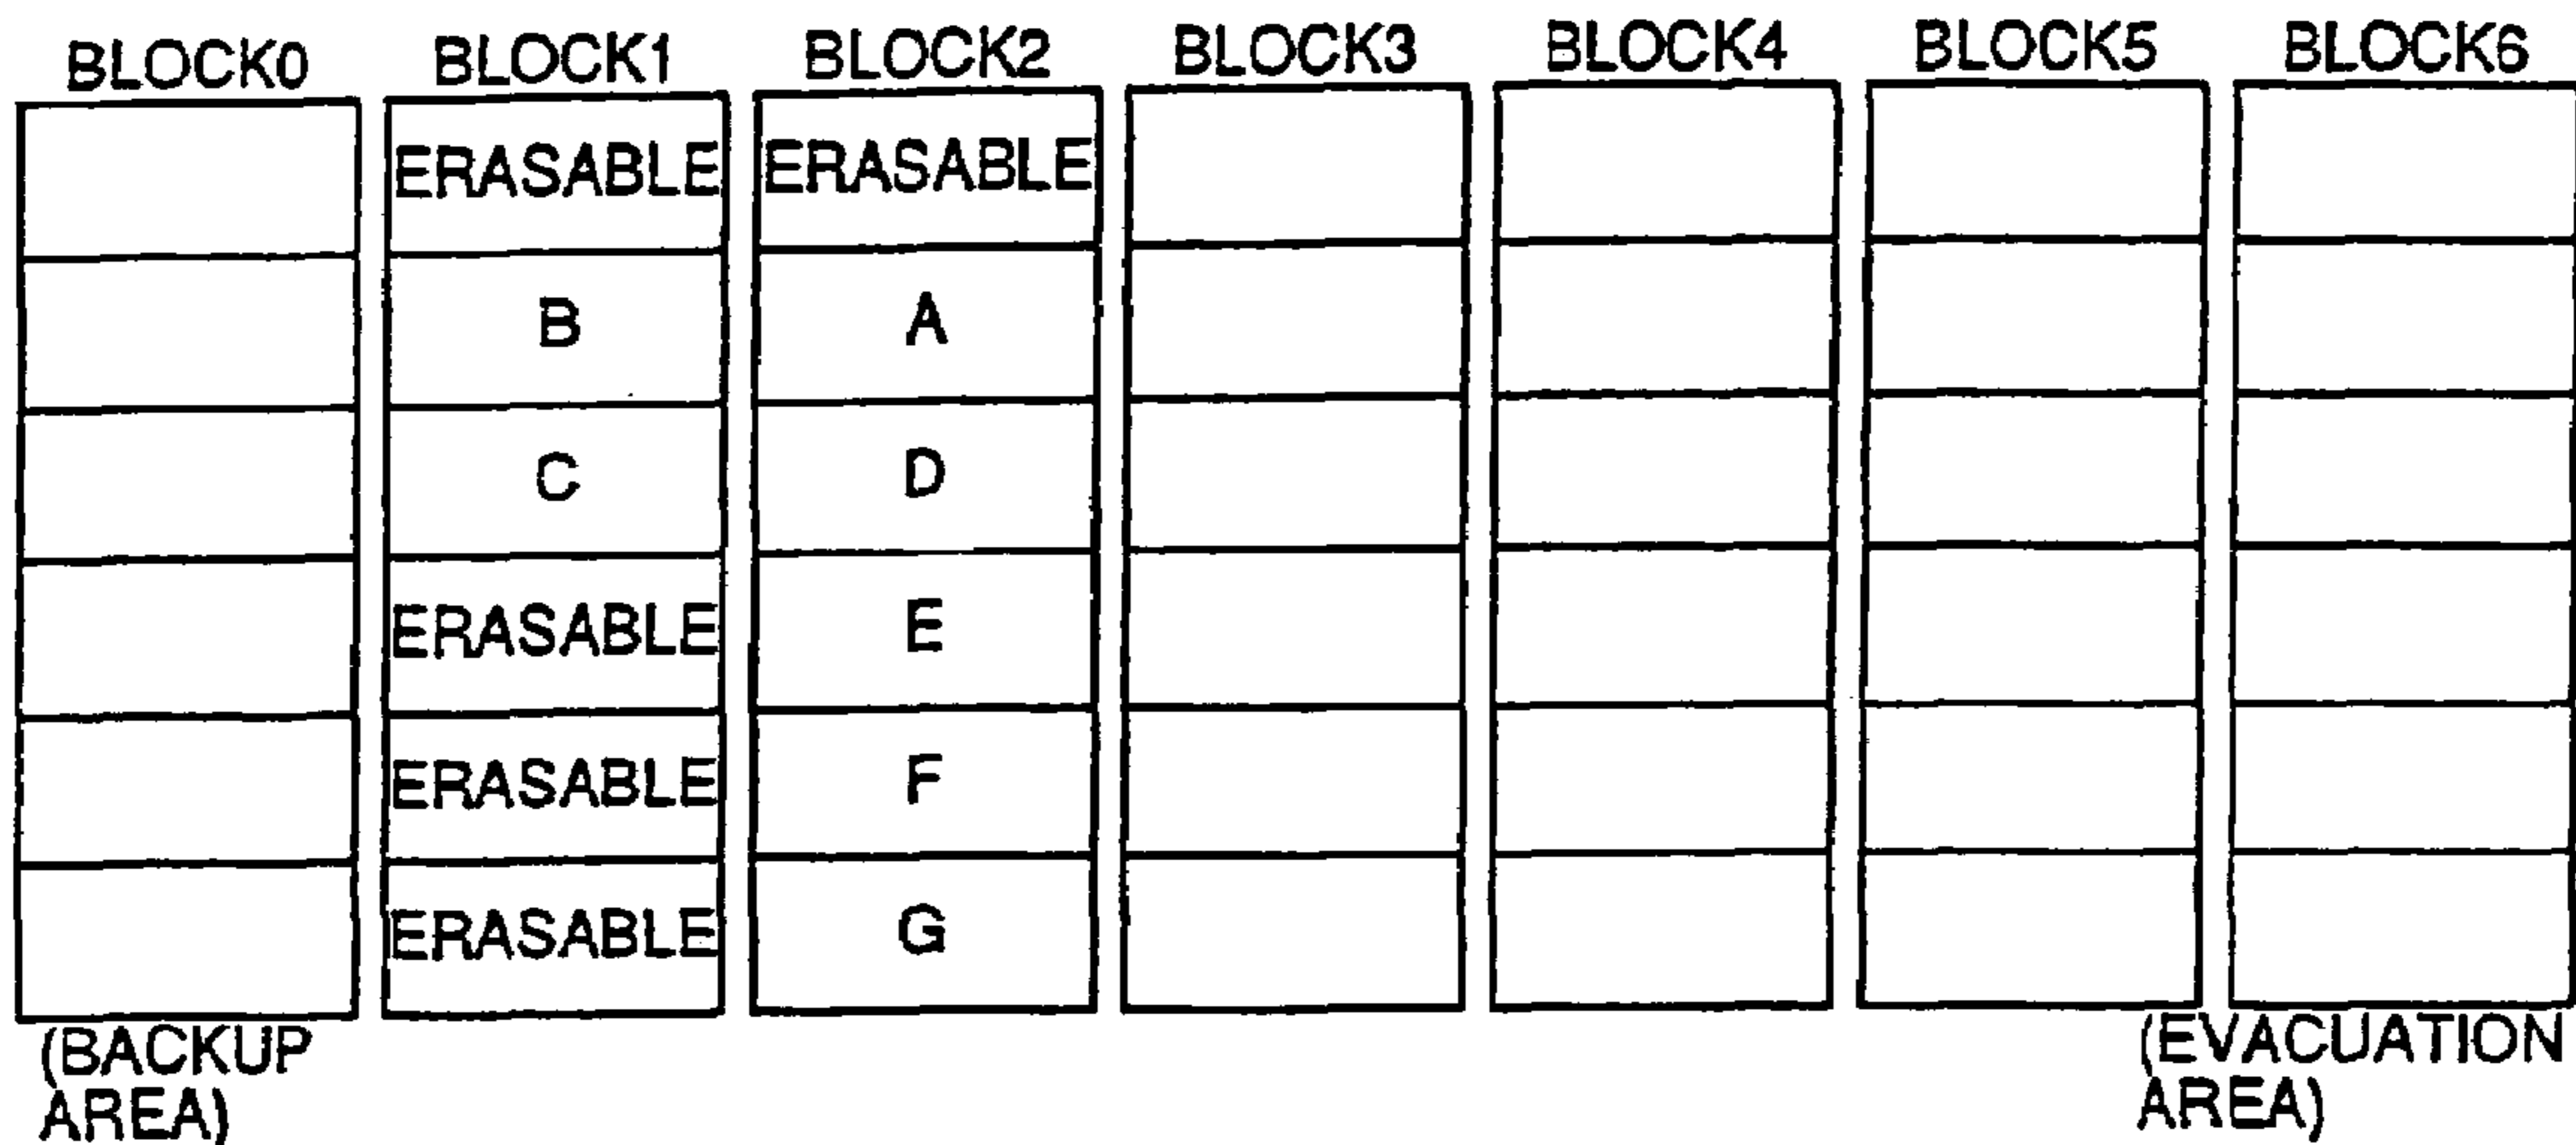 BLOCK0 BLOCK1 BLOCK2 BLOCK3 BLOCK4 BLOCK5 BLOCK6
ERASABLE ERASABLE
B A
C D
ERASABLE E
ERASABLE F
ERASABLE G
(BACKUP
AREA)
(EVACUATION
AREA)